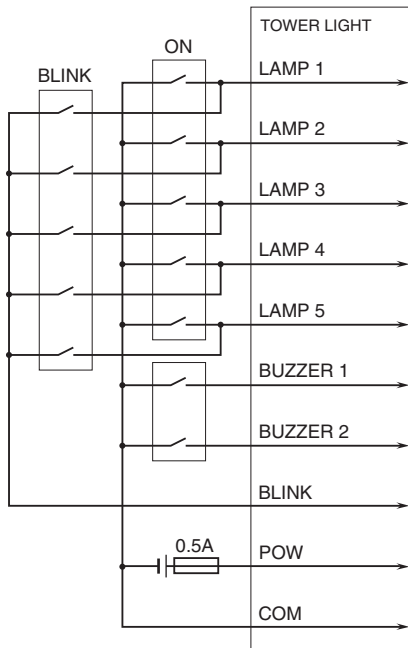 TOWER LIGHT
ON
BLINK
LAMP 1
LAMP 2
LAMP 3
LAMP 4
LAMP 5
BUZZER 1
BUZZER 2
BLINK
0.5A
POW
COM